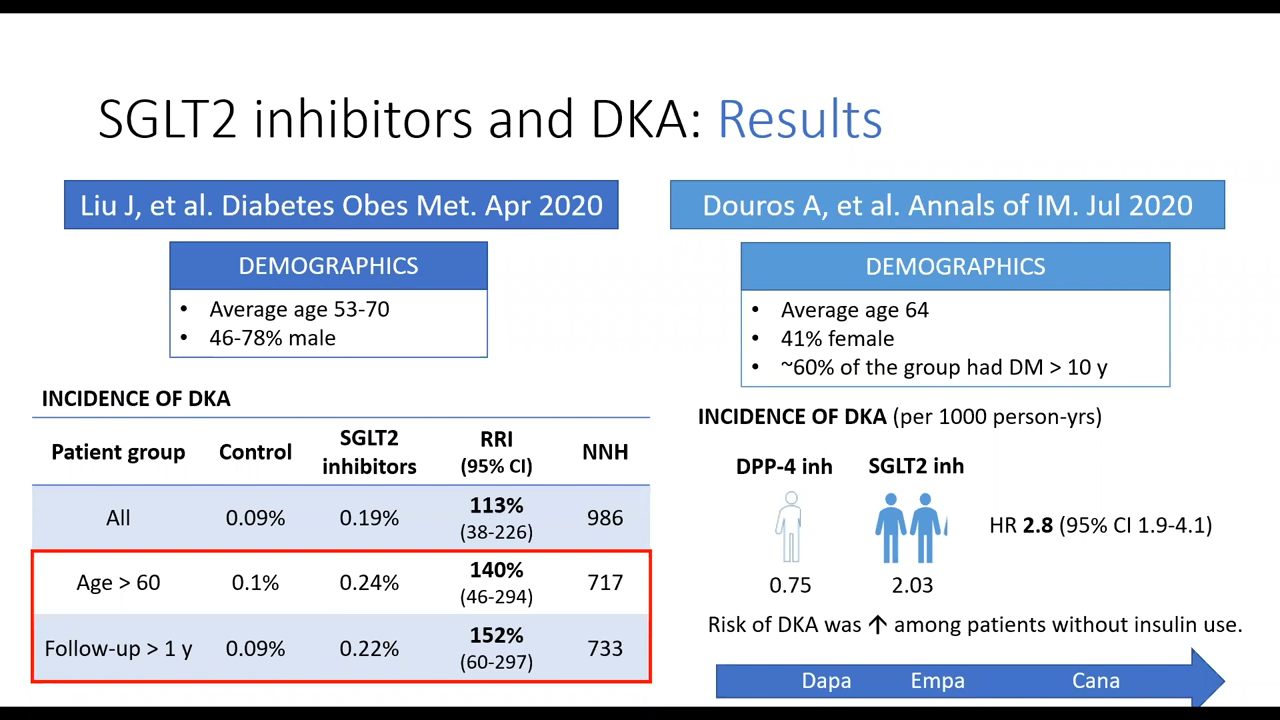 SGLT2 inhibitors and DKA: Results
Liu J, et al. Diabetes Obes Met. Apr 2020
DEMOGRAPHICS
• Average age 53-70
• 46-78% male
INCIDENCE OF DKA
Patient group Control SGLT2 inhibitors RRI (95% CI) NNH
All 0.09% 0.19% 113% (38-226) 986
Age > 60 0.1% 0.24% 140% (46-294) 717
Follow-up > 1 y 0.09% 0.22% 152% (60-297) 733
Douros A, et al. Annals of IM. Jul 2020
DEMOGRAPHICS
• Average age 64
• 41% female
• ~60% of the group had DM > 10 y
INCIDENCE OF DKA (per 1000 person-yrs)
DPP-4 inh SGLT2 inh
HR 2.8 (95% CI 1.9-4.1)
0.75 2.03
Risk of DKA was ↑ among patients without insulin use.
Dapa Empa Cana